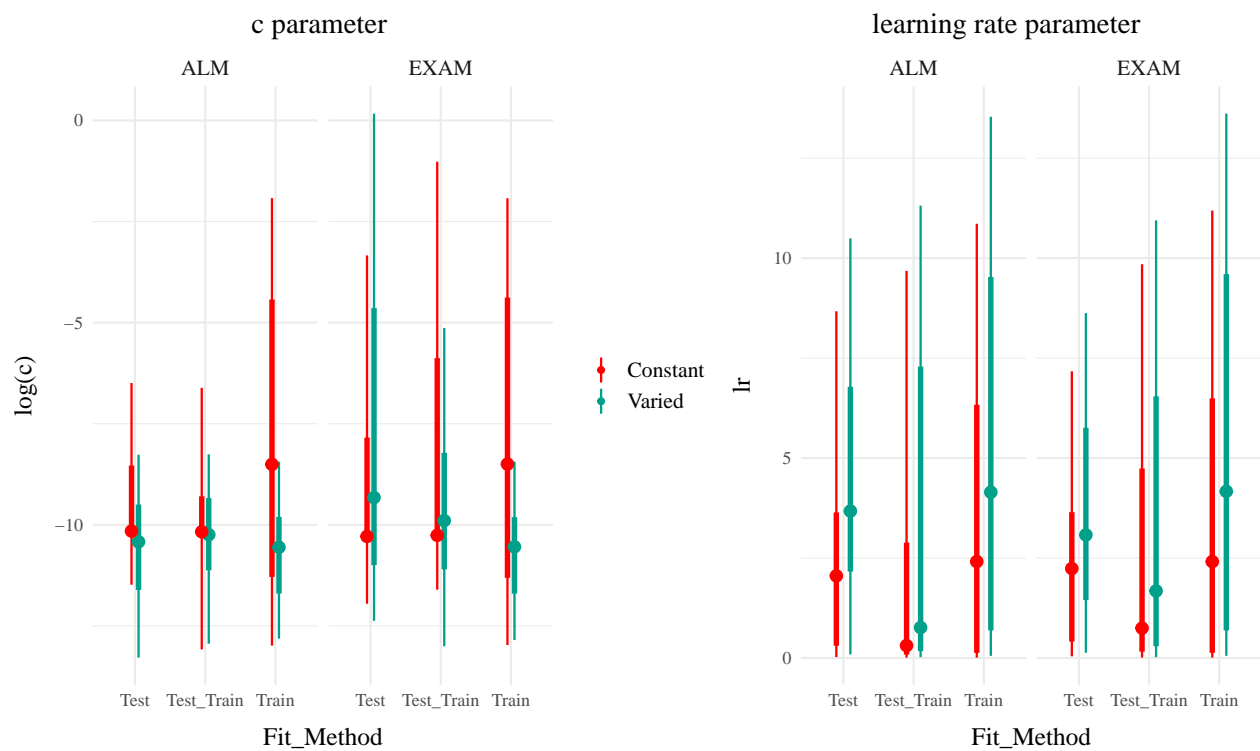 c parameter
ALM
EXAM
0
−5
−10
log(c)
Test
Test_Train
Train
Test
Test_Train
Train
Fit_Method
Constant
Varied
learning rate parameter
ALM
EXAM
10
5
0
lr
Test
Test_Train
Train
Test
Test_Train
Train
Fit_Method